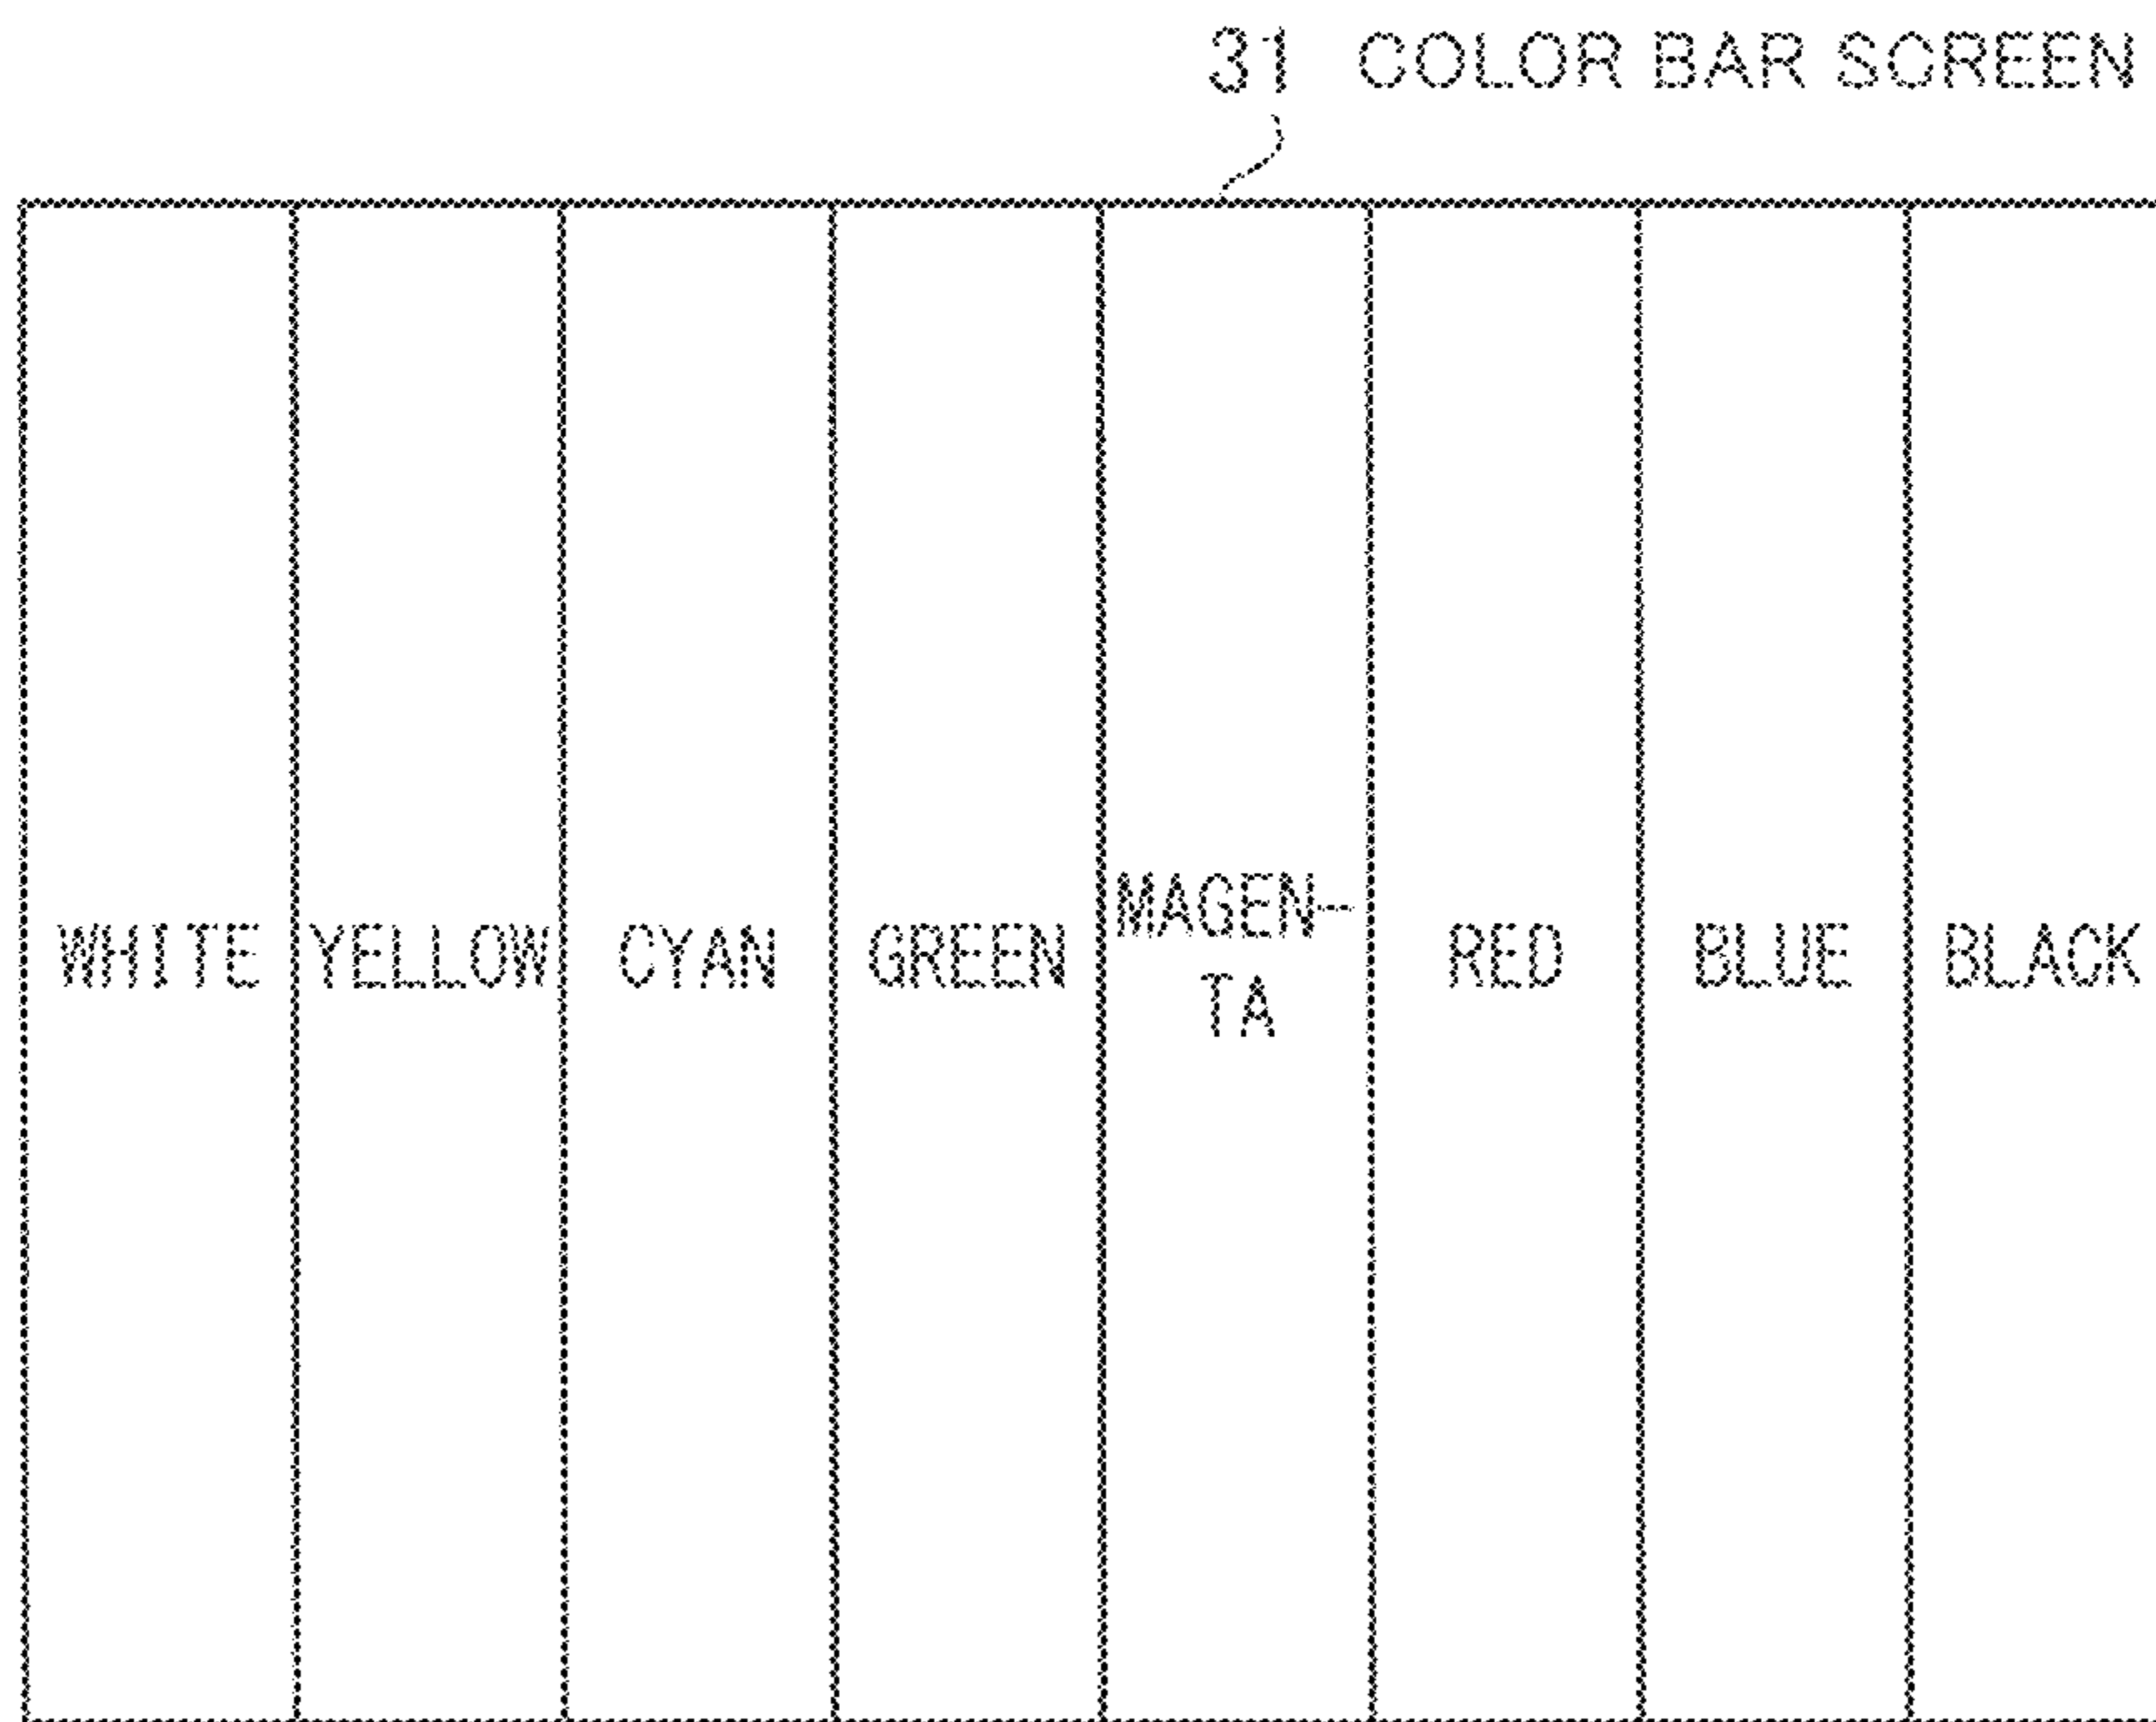 31 COLOR BAR SCREEN
WHITE YELLOW CYAN GREEN MAGEN-
TA RED BLUE BLACK